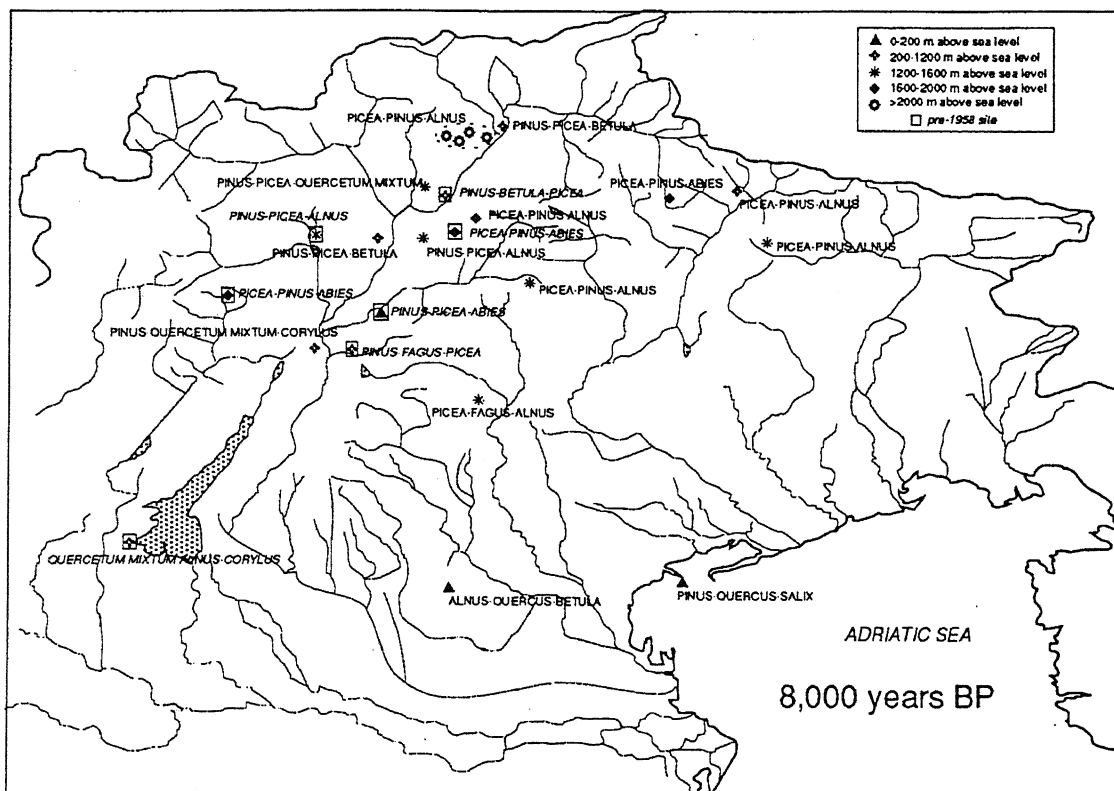 0-200 m above sea level
200-1200 m above sea level
1200-1600 m above sea level
1600-2000 m above sea level
>2000 m above sea level
pre-1958 site
PICEA-PINUS-ALNUS
PINUS-PICEA-BETULA
PINUS-PICEA-QUERCETUM MIXTUM
PINUS-BETULA-PICEA
PICEA-PINUS-ABIES
PICEA-PINUS-ALNUS
PINUS-PICEA-ALNUS
PICEA-PINUS-ALNUS
PICEA-PINUS-ABIES
PINUS-PICEA-BETULA
PINUS-PICEA-ALNUS
PICEA-PINUS-ALNUS
PICEA-PINUS-ABIES
PICEA-PINUS-ALNUS
PINUS-PICEA-ABIES
PINUS-QUERCETUM MIXTUM-CORYLUS
PINUS-FAGUS-PICEA
PICEA-FAGUS-ALNUS
QUERCETUM MIXTUM ALNUS-CORYLUS
ALNUS-QUERCUS-BETULA
PINUS-QUERCUS-SALIX
ADRIATIC SEA
8,000 years BP